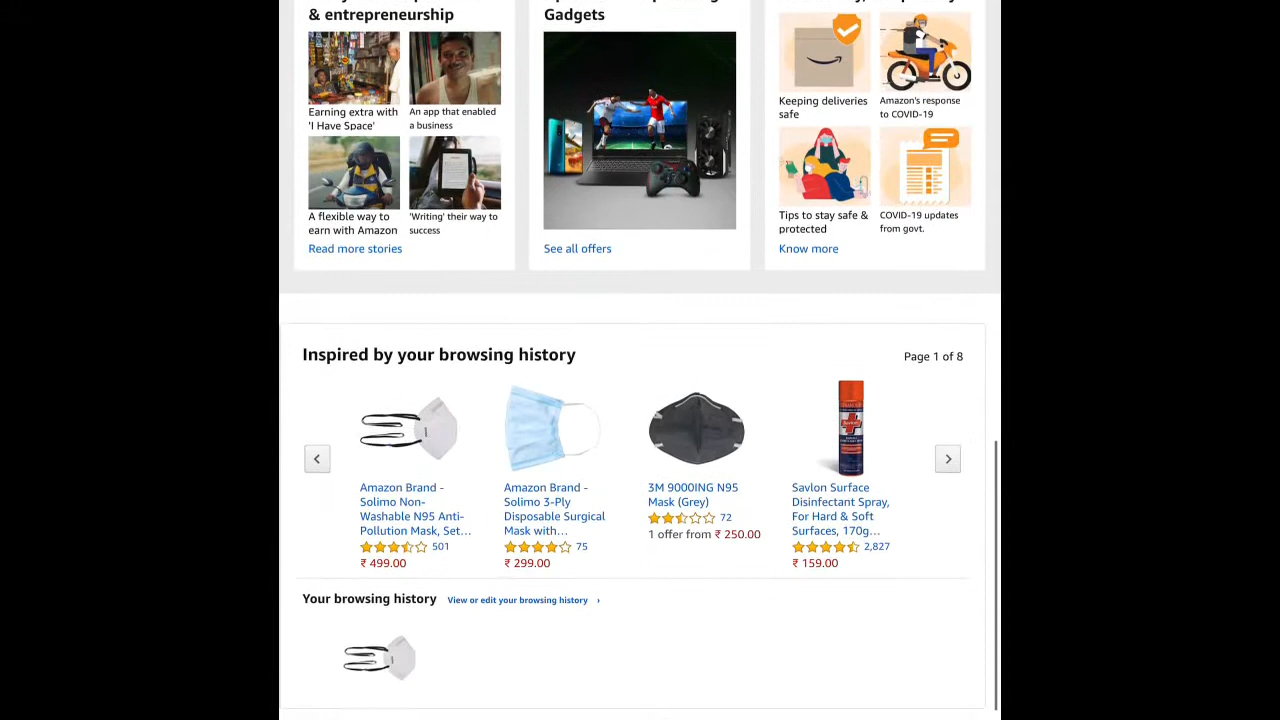 & entrepreneurship
Earning extra with
'I Have Space'
An app that enabled
a business
A flexible way to
earn with Amazon
'Writing' their way to
success
Read more stories
Gadgets
See all offers
Keeping deliveries
safe
Amazon's response
to COVID-19
Tips to stay safe &
protected
COVID-19 updates
from govt.
Know more
Inspired by your browsing history
Page 1 of 8
Amazon Brand -
Solimo Non-
Washable N95 Anti-
Pollution Mask, Set...
501
₹ 499.00
Amazon Brand -
Solimo 3-Ply
Disposable Surgical
Mask with...
75
₹ 299.00
3M 9000ING N95
Mask (Grey)
72
1 offer from ₹ 250.00
Savlon
Savlon Surface
Disinfectant Spray,
For Hard & Soft
Surfaces, 170g...
2,827
₹ 159.00
Your browsing history
View or edit your browsing history ›